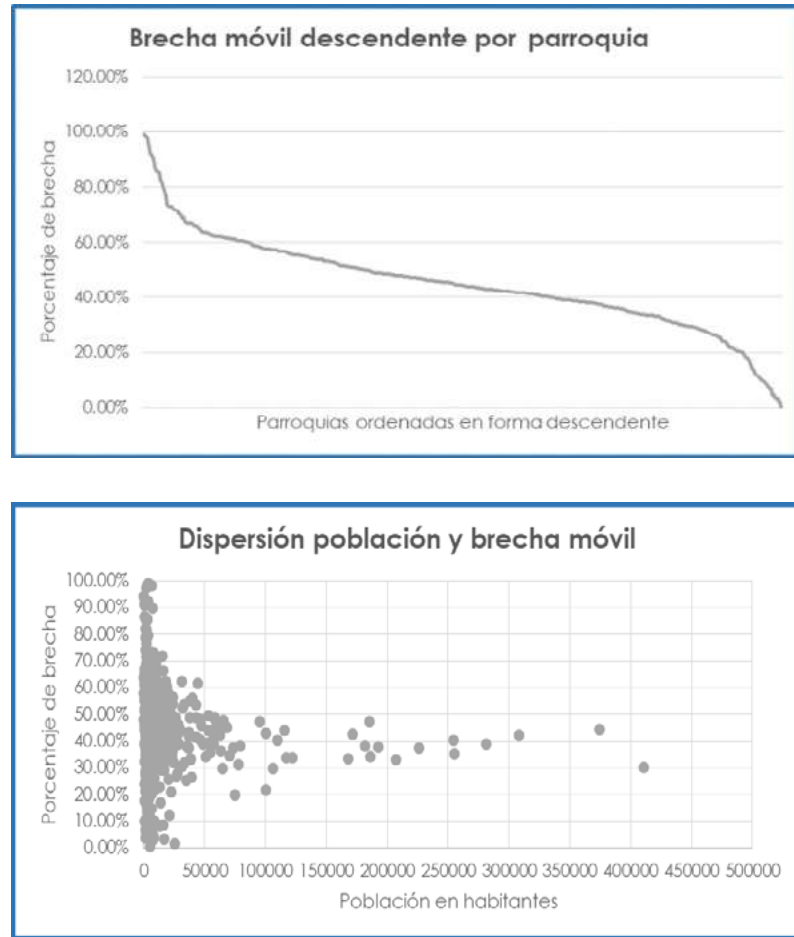 Brecha móvil descendente por parroquia
Porcentaje de brecha
120.00%
100.00%
80.00%
60.00%
40.00%
20.00%
0.00%
Parroquias ordenadas en forma descendente
Dispersión población y brecha móvil
Porcentaje de brecha
100.00%
90.00%
80.00%
70.00%
60.00%
50.00%
40.00%
30.00%
20.00%
10.00%
0.00%
0 50000 100000 150000 200000 250000 300000 350000 400000 450000 500000
Población en habitantes